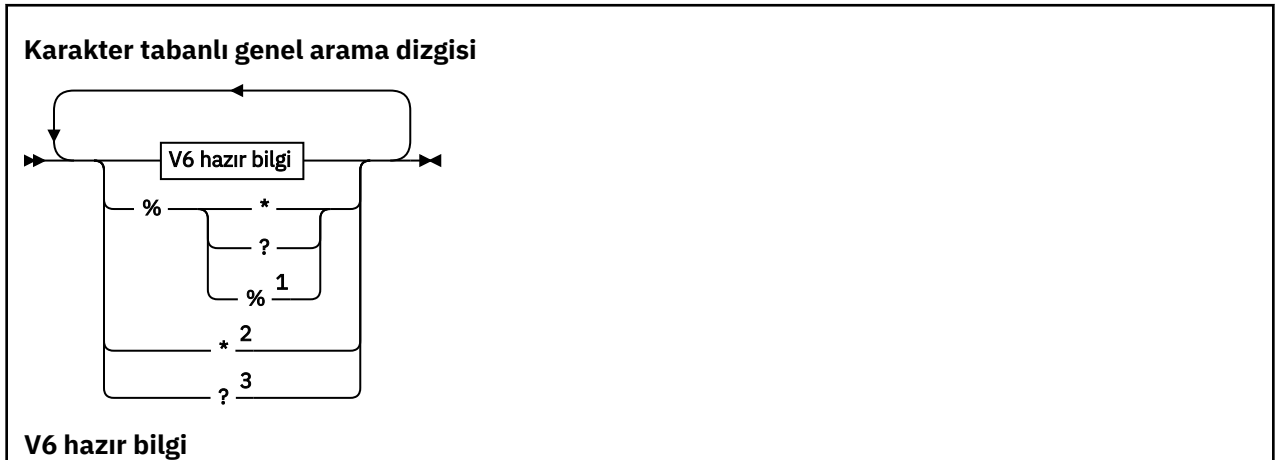 Karakter tabanlı genel arama dizgisi
V6 hazır bilgi
% *
?
% 1
* 2
? 3
V6 hazır bilgi